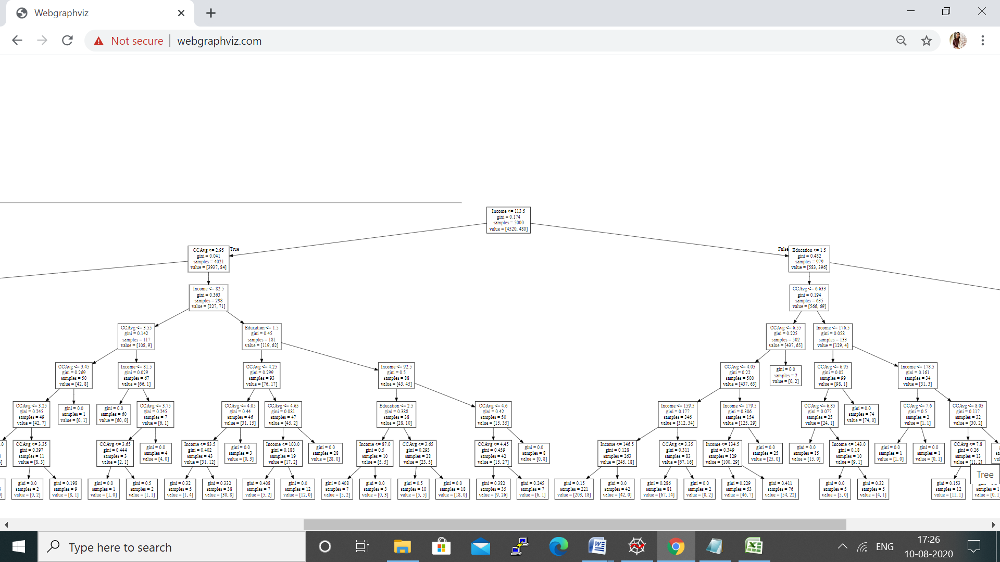 Webgraphviz
Not secure
webgraphviz.com
Income <= 113.5
gini = 0.174
samples = 5000
value = [4520, 480]
True
False
CCAvg <= 2.95
gini = 0.041
samples = 4021
value = [3937, 84]
Education <= 1.5
gini = 0.482
samples = 979
value = [583, 396]
Income <= 82.5
gini = 0.363
samples = 298
value = [227, 71]
CCAvg <= 6.633
gini = 0.194
samples = 635
value = [566, 69]
CCAvg <= 3.55
gini = 0.142
samples = 117
value = [108, 9]
Education <= 1.5
gini = 0.45
samples = 181
value = [119, 62]
CCAvg <= 6.55
gini = 0.225
samples = 502
value = [437, 65]
Income <= 176.5
gini = 0.058
samples = 133
value = [129, 4]
CCAvg <= 3.45
gini = 0.269
samples = 50
value = [42, 8]
Income <= 81.5
gini = 0.029
samples = 67
value = [66, 1]
CCAvg <= 4.25
gini = 0.299
samples = 93
value = [76, 17]
Income <= 92.5
gini = 0.5
samples = 88
value = [43, 45]
CCAvg <= 4.05
gini = 0.22
samples = 500
value = [437, 63]
gini = 0.0
samples = 2
value = [0, 2]
CCAvg <= 6.95
gini = 0.02
samples = 99
value = [98, 1]
Income <= 178.5
gini = 0.161
samples = 34
value = [31, 3]
CCAvg <= 3.25
gini = 0.245
samples = 49
value = [42, 7]
gini = 0.0
samples = 1
value = [0, 1]
gini = 0.0
samples = 60
value = [60, 0]
CCAvg <= 3.75
gini = 0.245
samples = 7
value = [6, 1]
CCAvg <= 4.05
gini = 0.44
samples = 46
value = [31, 15]
CCAvg <= 4.65
gini = 0.081
samples = 47
value = [45, 2]
Education <= 2.5
gini = 0.388
samples = 38
value = [28, 10]
CCAvg <= 4.6
gini = 0.42
samples = 50
value = [15, 35]
Income <= 159.5
gini = 0.177
samples = 346
value = [312, 34]
Income <= 179.5
gini = 0.306
samples = 154
value = [125, 29]
CCAvg <= 6.85
gini = 0.077
samples = 25
value = [24, 1]
gini = 0.0
samples = 74
value = [74, 0]
CCAvg <= 7.6
gini = 0.5
samples = 2
value = [1, 1]
CCAvg <= 8.05
gini = 0.117
samples = 32
value = [30, 2]
CCAvg <= 3.35
gini = 0.397
samples = 11
value = [8, 3]
CCAvg <= 3.65
gini = 0.444
samples = 3
value = [2, 1]
gini = 0.0
samples = 4
value = [4, 0]
Income <= 83.5
gini = 0.402
samples = 43
value = [31, 12]
gini = 0.0
samples = 3
value = [0, 3]
Income <= 100.0
gini = 0.188
samples = 19
value = [17, 2]
gini = 0.0
samples = 28
value = [28, 0]
Income <= 87.0
gini = 0.5
samples = 10
value = [5, 5]
CCAvg <= 3.65
gini = 0.293
samples = 28
value = [23, 5]
CCAvg <= 4.45
gini = 0.459
samples = 42
value = [15, 27]
gini = 0.0
samples = 8
value = [0, 8]
Income <= 146.5
gini = 0.128
samples = 263
value = [245, 18]
CCAvg <= 3.35
gini = 0.311
samples = 83
value = [67, 16]
Income <= 134.5
gini = 0.349
samples = 129
value = [100, 29]
gini = 0.0
samples = 25
value = [25, 0]
gini = 0.0
samples = 15
value = [15, 0]
Income <= 143.0
gini = 0.18
samples = 10
value = [9, 1]
gini = 0.0
samples = 1
value = [1, 0]
gini = 0.0
samples = 1
value = [0, 1]
CCAvg <= 7.8
gini = 0.26
samples = 13
value = [11, 2]
gini = 0.0
samples = 2
value = [0, 2]
gini = 0.198
samples = 9
value = [8, 1]
gini = 0.0
samples = 1
value = [1, 0]
gini = 0.5
samples = 2
value = [1, 1]
gini = 0.32
samples = 5
value = [1, 4]
gini = 0.332
samples = 38
value = [30, 8]
gini = 0.408
samples = 7
value = [5, 2]
gini = 0.0
samples = 12
value = [12, 0]
gini = 0.408
samples = 7
value = [5, 2]
gini = 0.0
samples = 3
value = [0, 3]
gini = 0.5
samples = 10
value = [5, 5]
gini = 0.0
samples = 18
value = [18, 0]
gini = 0.382
samples = 35
value = [9, 26]
gini = 0.245
samples = 7
value = [6, 1]
gini = 0.15
samples = 221
value = [203, 18]
gini = 0.0
samples = 42
value = [42, 0]
gini = 0.286
samples = 81
value = [67, 14]
gini = 0.0
samples = 2
value = [0, 2]
gini = 0.229
samples = 53
value = [46, 7]
gini = 0.411
samples = 76
value = [54, 22]
gini = 0.0
samples = 5
value = [5, 0]
gini = 0.32
samples = 5
value = [4, 1]
gini = 0.153
samples = 12
value = [11, 1]
samples = 1
value = [0, 1
Tree
Type here to search
ENG
17:26
10-08-2020